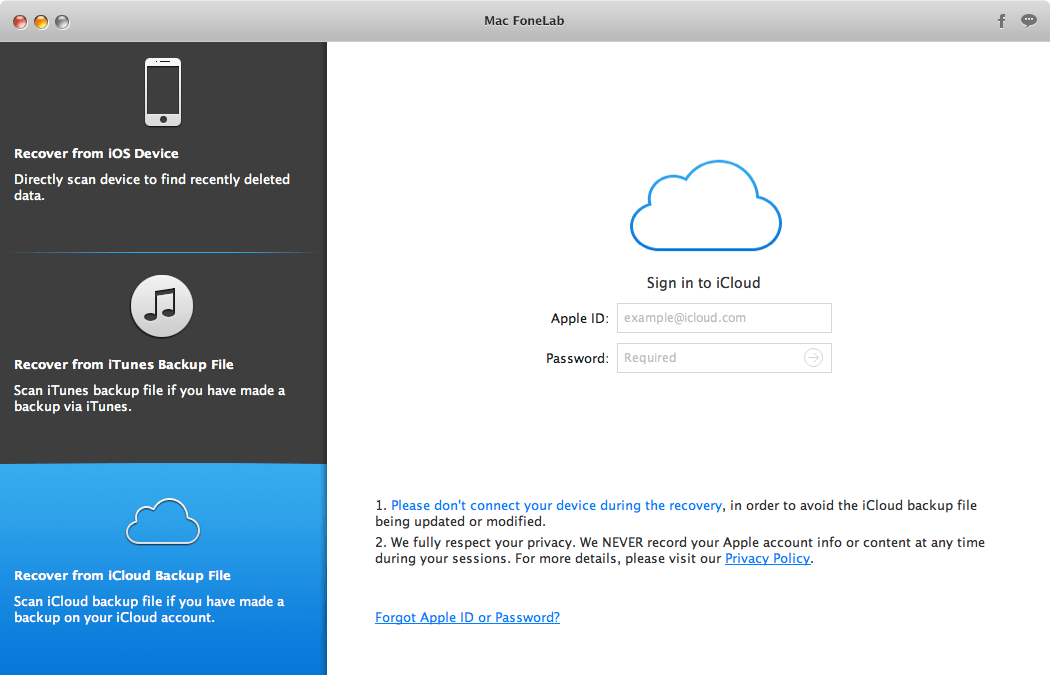 Mac FoneLab
Recover from iOS Device
Directly scan device to find recently deleted
data.
Recover from iTunes Backup File
Scan iTunes backup file if you have made a
backup via iTunes.
Recover from iCloud Backup File
Scan iCloud backup file if you have made a
backup on your iCloud account.
Sign in to iCloud
Apple ID: example@icloud.com
Password: Required
1. Please don't connect your device during the recovery, in order to avoid the iCloud backup file
being updated or modified.
2. We fully respect your privacy. We NEVER record your Apple account info or content at any time
during your sessions. For more details, please visit our Privacy Policy.
Forgot Apple ID or Password?